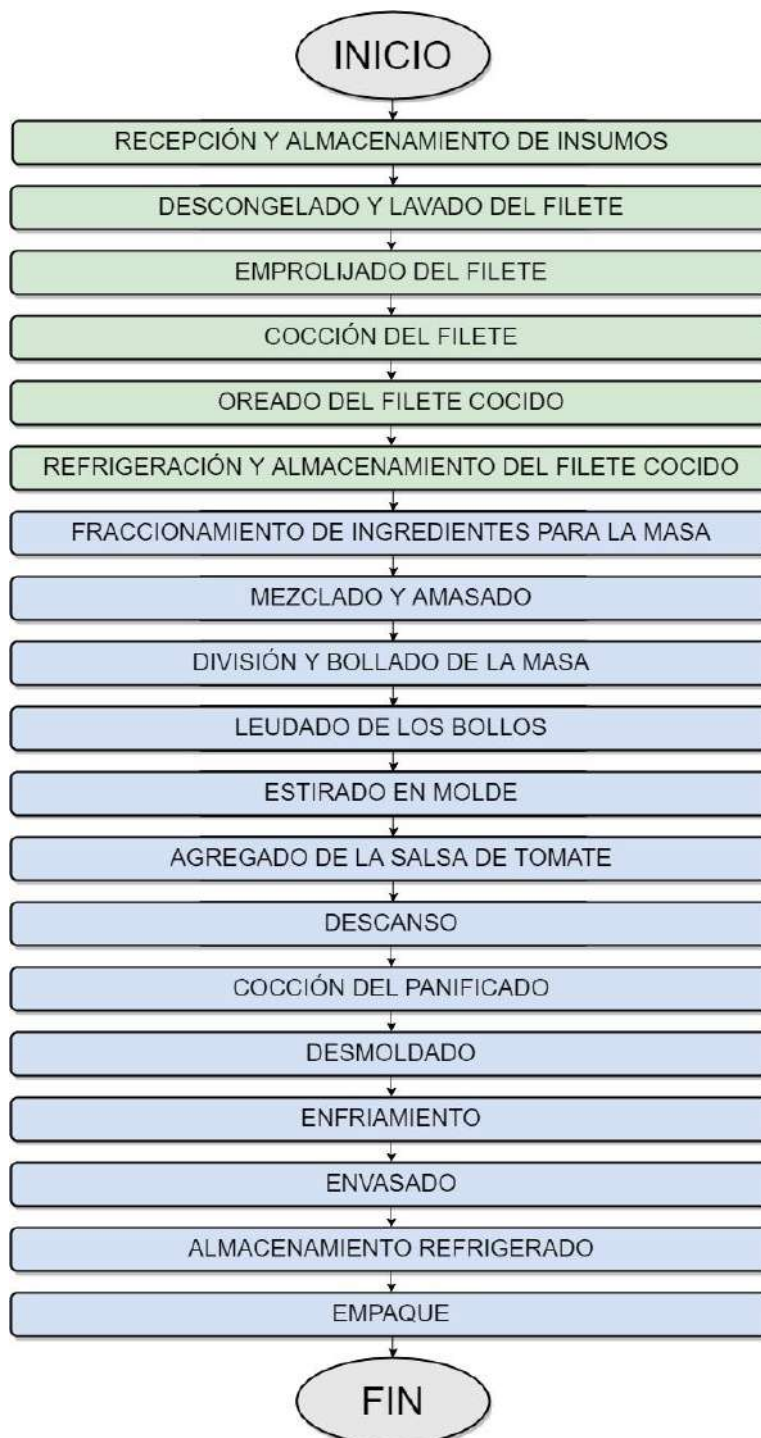 INICIO
RECEPCIÓN Y ALMACENAMIENTO DE INSUMOS
DESCONGELADO Y LAVADO DEL FILETE
EMPROLIJADO DEL FILETE
COCCIÓN DEL FILETE
OREADO DEL FILETE COCIDO
REFRIGERACIÓN Y ALMACENAMIENTO DEL FILETE COCIDO
FRACCIONAMIENTO DE INGREDIENTES PARA LA MASA
MEZCLADO Y AMASADO
DIVISIÓN Y BOLLADO DE LA MASA
LEUDADO DE LOS BOLLOS
ESTIRADO EN MOLDE
AGREGADO DE LA SALSA DE TOMATE
DESCANSO
COCCIÓN DEL PANIFICADO
DESMOLDADO
ENFRIAMIENTO
ENVASADO
ALMACENAMIENTO REFRIGERADO
EMPAQUE
FIN